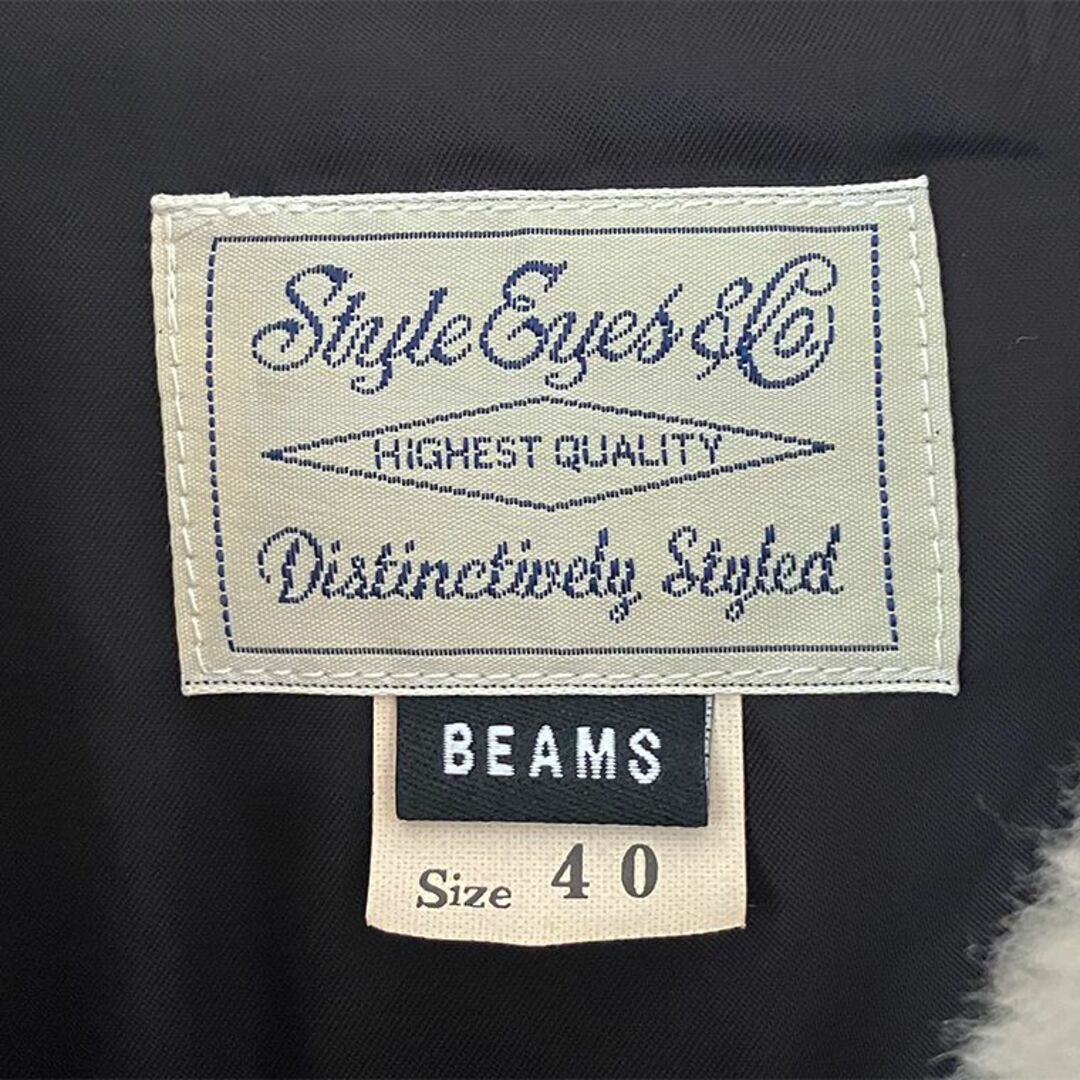 Style Eyes & Co,
HIGHEST QUALITY
Distinctively Styled
BEAMS
Size 40